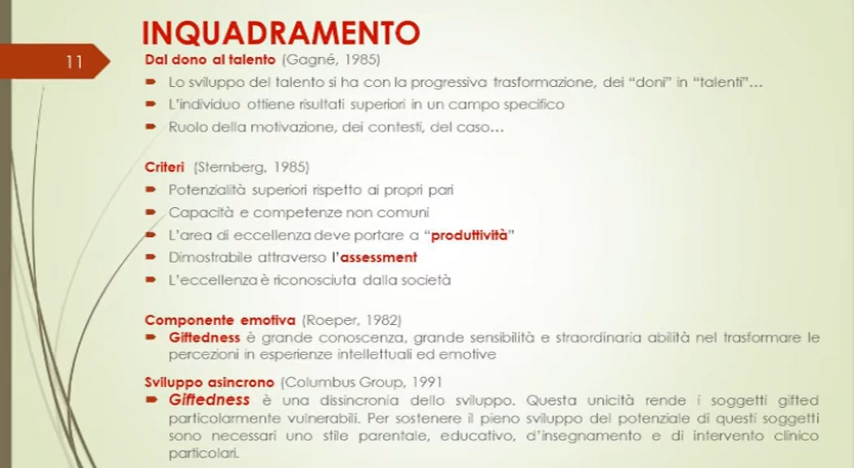 INQUADRAMENTO
11
Dal dono al talento (Gagné, 1985)
Lo sviluppo del talento si ha con la progressiva trasformazione, dei “doni” in “talenti”...
L'individuo ottiene risultati superiori in un campo specifico
Ruolo della motivazione, dei contesti, del caso...
Criteri (Sternberg, 1985)
Potenzialità superiori rispetto ai propri pari
Capacità e competenze non comuni
L'area di eccellenza deve portare a “produttività”
Dimostrabile attraverso l'assessment
L'eccellenza è riconosciuta dalla società
Componente emotiva (Roeper, 1982)
Giftedness è grande conoscenza, grande sensibilità e straordinaria abilità nel trasformare le
percezioni in esperienze intellettuali ed emotive
Sviluppo asincrono (Columbus Group, 1991
Giftedness è una dissincronia dello sviluppo. Questa unicità rende i soggetti gifted
particolarmente vulnerabili. Per sostenere il pieno sviluppo del potenziale di questi soggetti
sono necessari uno stile parentale, educativo, d'insegnamento e di intervento clinico
particolari.